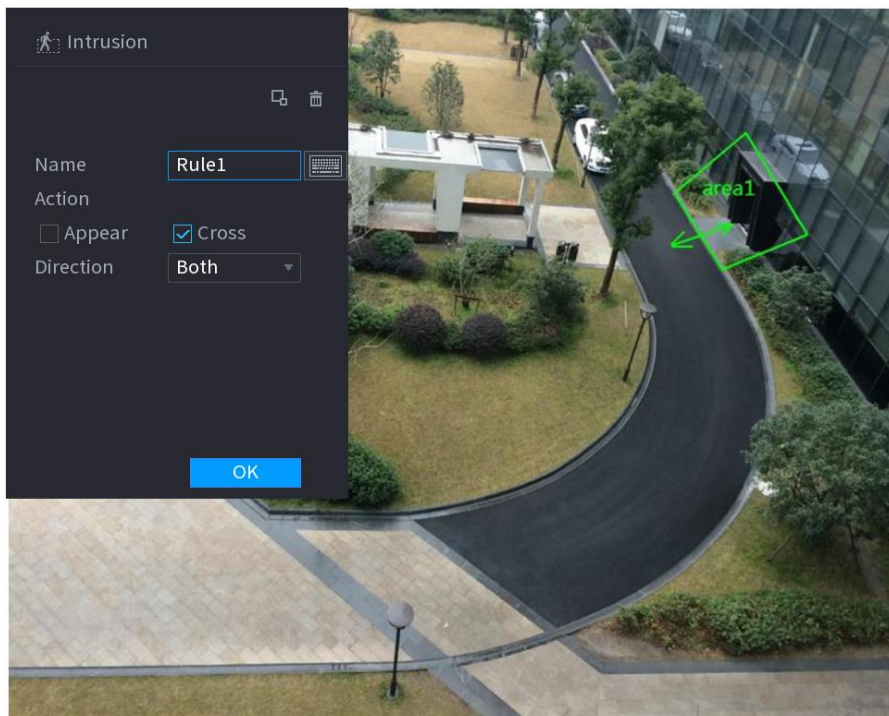 Intrusion
Name Rule1
Action
Appear Cross
Direction Both
OK
area1